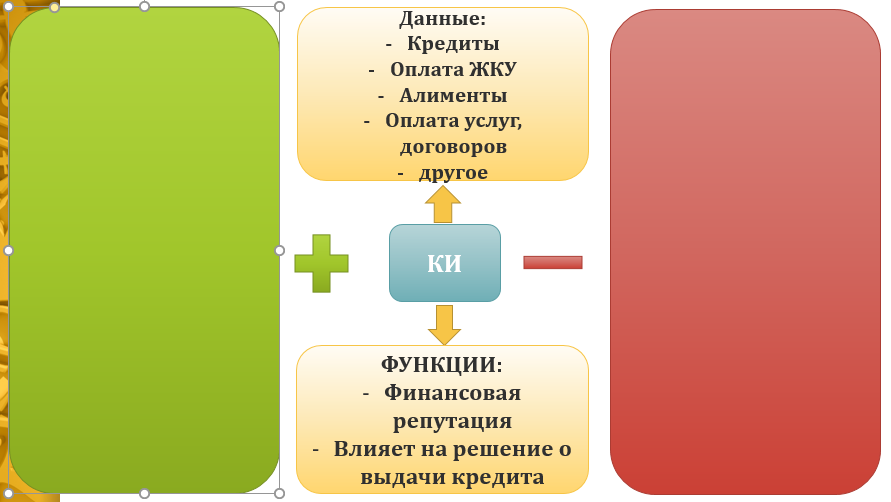 Данные:
- Кредиты
- Оплата ЖКУ
- Алименты
- Оплата услуг,
договоров
- другое
КИ
ФУНКЦИИ:
- Финансовая
репутация
- Влияет на решение о
выдачи кредита